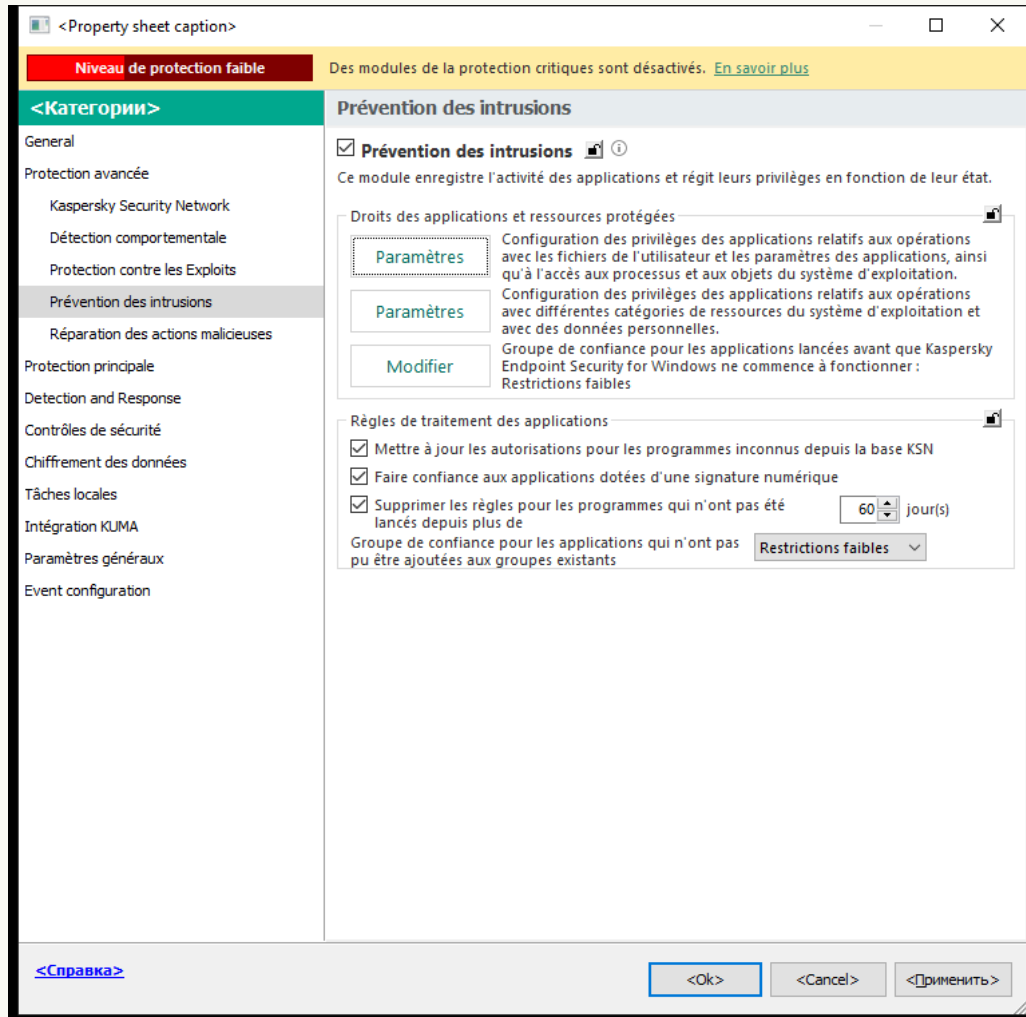 <Property sheet caption>
Niveau de protection faible
Des modules de la protection critiques sont désactivés. En savoir plus
<Категории>
General
Protection avancée
Kaspersky Security Network
Détection comportementale
Protection contre les Exploits
Prévention des intrusions
Réparation des actions malicieuses
Protection principale
Detection and Response
Contrôles de sécurité
Chiffrement des données
Tâches locales
Intégration KUMA
Paramètres généraux
Event configuration
Prévention des intrusions
Prévention des intrusions
Ce module enregistre l'activité des applications et régit leurs privilèges en fonction de leur état.
Droits des applications et ressources protégées
Paramètres
Configuration des privilèges des applications relatifs aux opérations
avec les fichiers de l'utilisateur et les paramètres des applications, ainsi
qu'à l'accès aux processus et aux objets du système d'exploitation.
Paramètres
Configuration des privilèges des applications relatifs aux opérations
avec différentes catégories de ressources du système d'exploitation et
avec des données personnelles.
Modifier
Groupe de confiance pour les applications lancées avant que Kaspersky
Endpoint Security for Windows ne commence à fonctionner :
Restrictions faibles
Règles de traitement des applications
Mettre à jour les autorisations pour les programmes inconnus depuis la base KSN
Faire confiance aux applications dotées d'une signature numérique
Supprimer les règles pour les programmes qui n'ont pas été
lancés depuis plus de
60 jour(s)
Groupe de confiance pour les applications qui n'ont pas
pu être ajoutées aux groupes existants
Restrictions faibles
<Справка>
<Ok>
<Cancel>
<Применить>